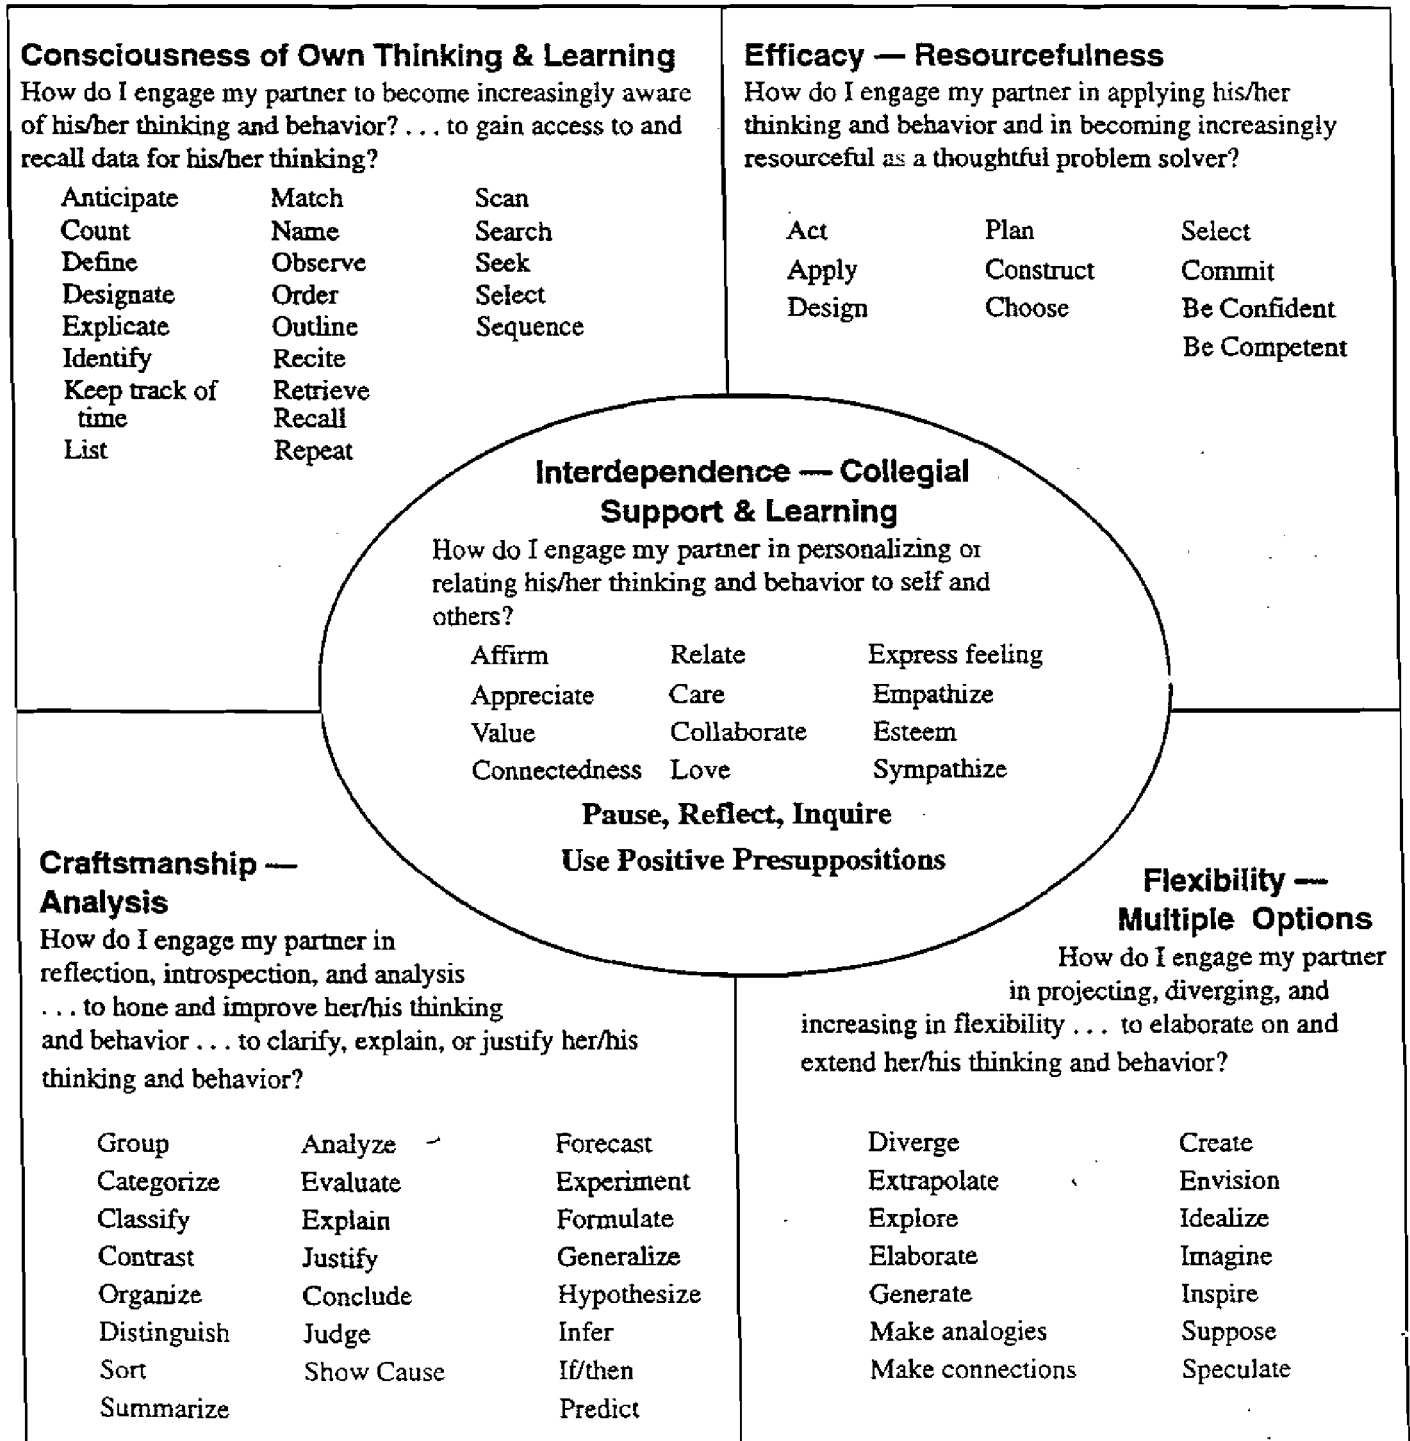 Consciousness of Own Thinking & Learning
How do I engage my partner to become increasingly aware
of his/her thinking and behavior? . . . to gain access to and
recall data for his/her thinking?
Anticipate Match Scan
Count Name Search
Define Observe Seek
Designate Order Select
Explicate Outline Sequence
Identify Recite
Keep track of Retrieve
time Recall
List Repeat
Efficacy — Resourcefulness
How do I engage my partner in applying his/her
thinking and behavior and in becoming increasingly
resourceful as a thoughtful problem solver?
Act Plan Select
Apply Construct Commit
Design Choose Be Confident
Be Competent
Interdependence — Collegial
Support & Learning
How do I engage my partner in personalizing or
relating his/her thinking and behavior to self and
others?
Affirm Relate Express feeling
Appreciate Care Empathize
Value Collaborate Esteem
Connectedness Love Sympathize
Pause, Reflect, Inquire
Use Positive Presuppositions
Craftsmanship —
Analysis
How do I engage my partner in
reflection, introspection, and analysis
. . . to hone and improve her/his thinking
and behavior . . . to clarify, explain, or justify her/his
thinking and behavior?
Group Analyze Forecast
Categorize Evaluate Experiment
Classify Explain Formulate
Contrast Justify Generalize
Organize Conclude Hypothesize
Distinguish Judge Infer
Sort Show Cause If/then
Summarize Predict
Flexibility —
Multiple Options
How do I engage my partner
in projecting, diverging, and
increasing in flexibility . . . to elaborate on and
extend her/his thinking and behavior?
Diverge Create
Extrapolate Envision
Explore Idealize
Elaborate Imagine
Generate Inspire
Make analogies Suppose
Make connections Speculate